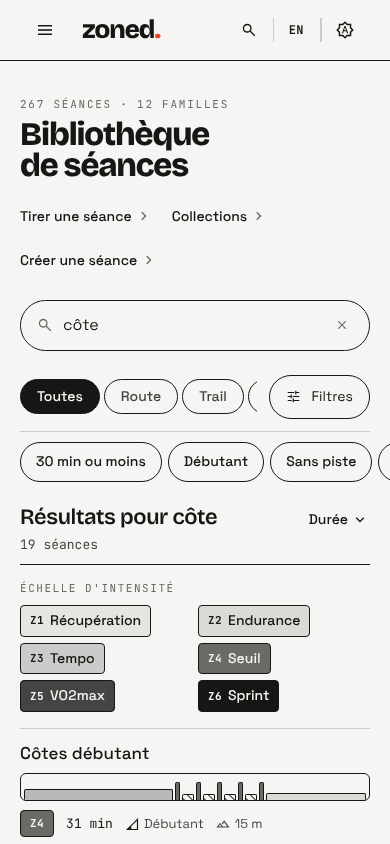 zoned.
EN
A
267 SÉANCES · 12 FAMILLES
Bibliothèque
de séances
Tirer une séance
Collections
Créer une séance
côte
Toutes
Route
Trail
Filtres
30 min ou moins
Débutant
Sans piste
Résultats pour côte
Durée
19 séances
ÉCHELLE D'INTENSITÉ
Z1 Récupération
Z2 Endurance
Z3 Tempo
Z4 Seuil
Z5 VO2max
Z6 Sprint
Côtes débutant
Z4 31 min Débutant 15 m